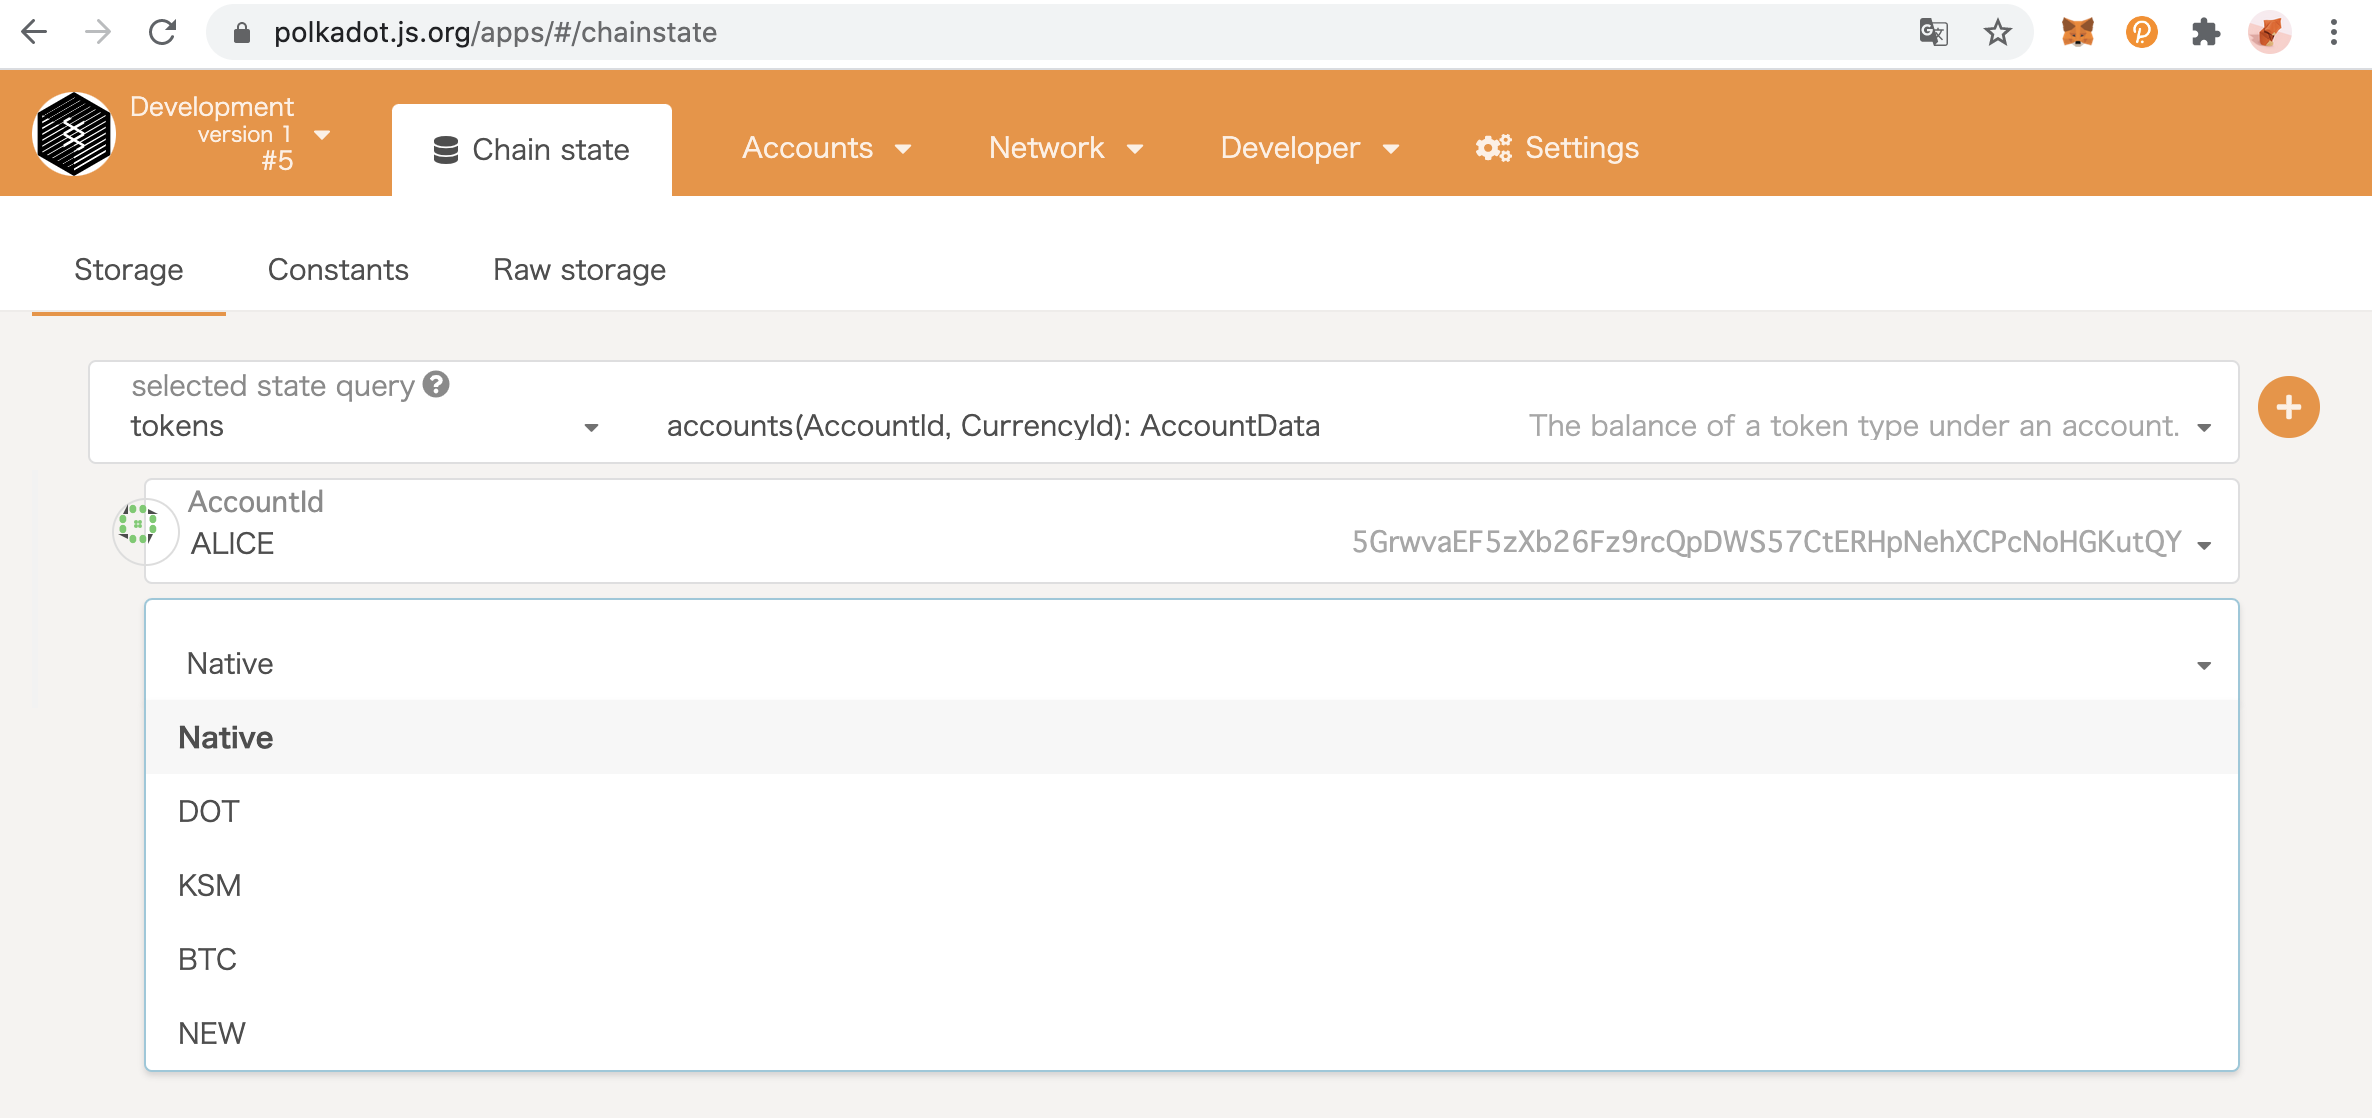 polkadot.js.org/apps/#/chainstate
Development
version 1
#5
Chain state
Accounts
Network
Developer
Settings
Storage
Constants
Raw storage
selected state query
tokens
accounts(AccountId, CurrencyId): AccountData
The balance of a token type under an account.
AccountId
ALICE
5GrwvaEF5zXb26Fz9rcQpDWS57CtERHpNehXCPcNoHGKutQY
Native
Native
DOT
KSM
BTC
NEW